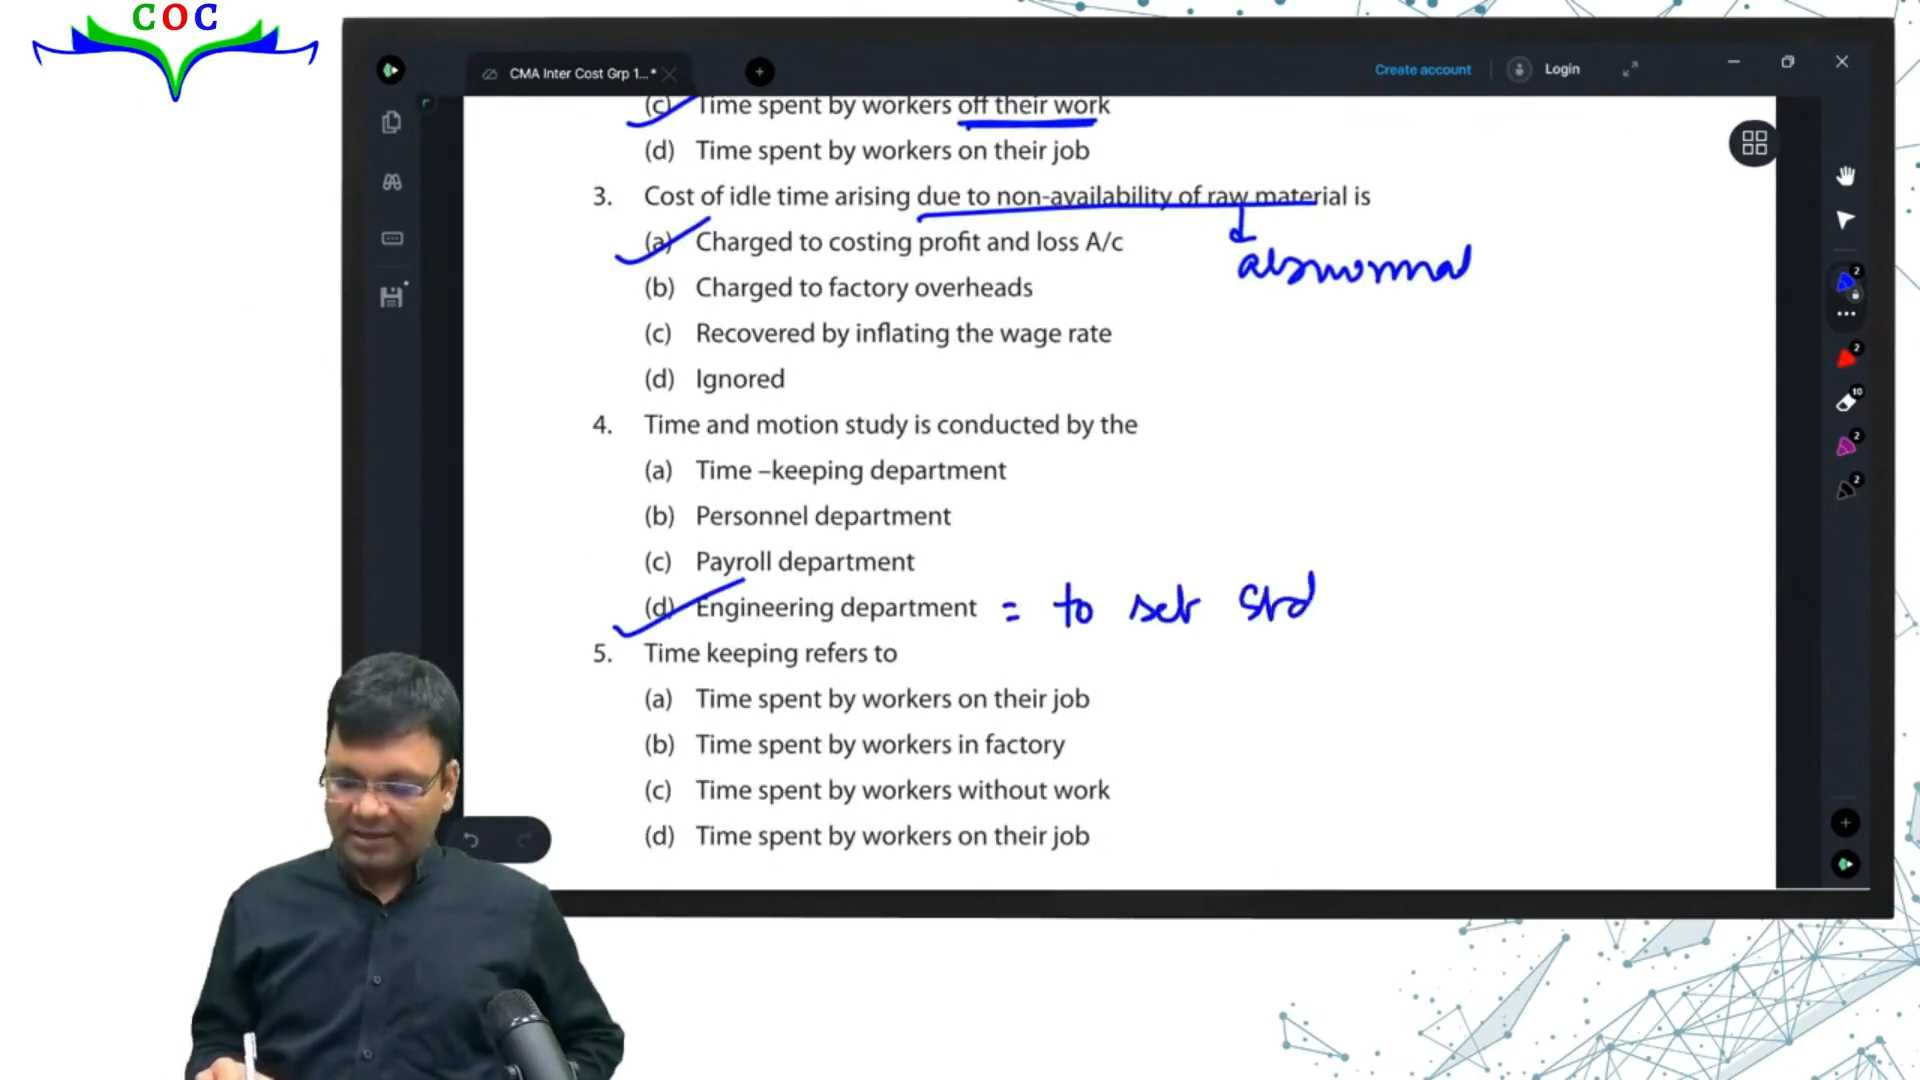 COC
CMA Inter Cost Grp 1...*
Create account
Login
(c) Time spent by workers off their work
(d) Time spent by workers on their job
3. Cost of idle time arising due to non-availability of raw material is
(a) Charged to costing profit and loss A/c
abnormal
(b) Charged to factory overheads
(c) Recovered by inflating the wage rate
(d) Ignored
4. Time and motion study is conducted by the
(a) Time –keeping department
(b) Personnel department
(c) Payroll department
(d) Engineering department = to set Std
5. Time keeping refers to
(a) Time spent by workers on their job
(b) Time spent by workers in factory
(c) Time spent by workers without work
(d) Time spent by workers on their job
2
2
10
2
2